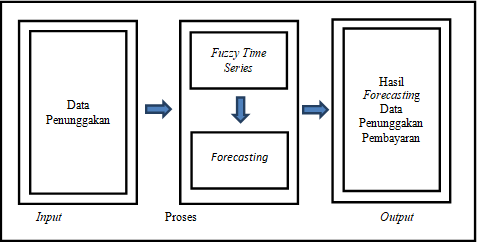 Data
Penunggakan
Fuzzy Time
Series
Forecasting
Hasil
Forecasting
Data
Penunggakan
Pembayaran
Input
Proses
Output